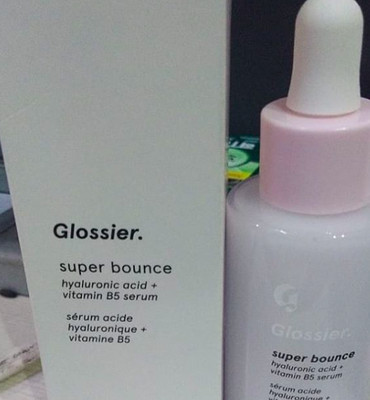 Glossier.
super bounce
hyaluronic acid +
vitamin B5 serum
sérum acide
hyaluronique +
vitamine B5
G
Glossier.
super bounce
hyaluronic acid +
vitamin B5 serum
sérum acide
hyaluronique +